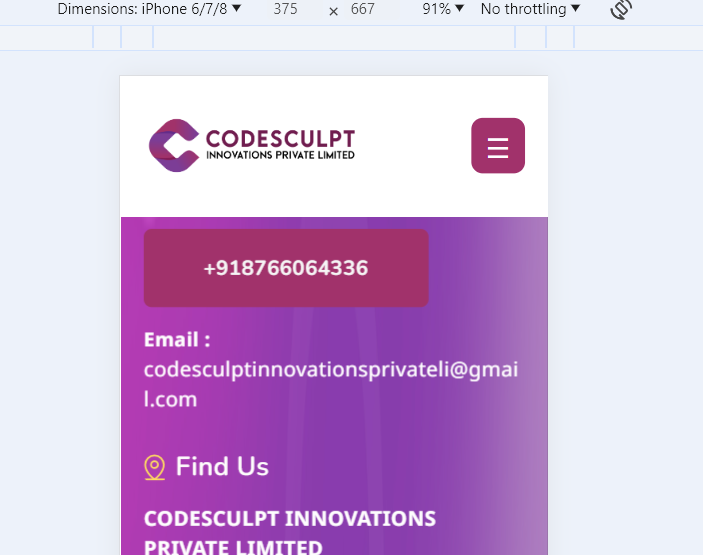 Dimensions: iPhone 6/7/8 ▼ 375 × 667 91% ▼ No throttling ▼
CODESCULPT
INNOVATIONS PRIVATE LIMITED
+918766064336
Email :
codesculptinnovationsprivateli@gmai
l.com
Find Us
CODESCULPT INNOVATIONS
PRIVATE LIMITED